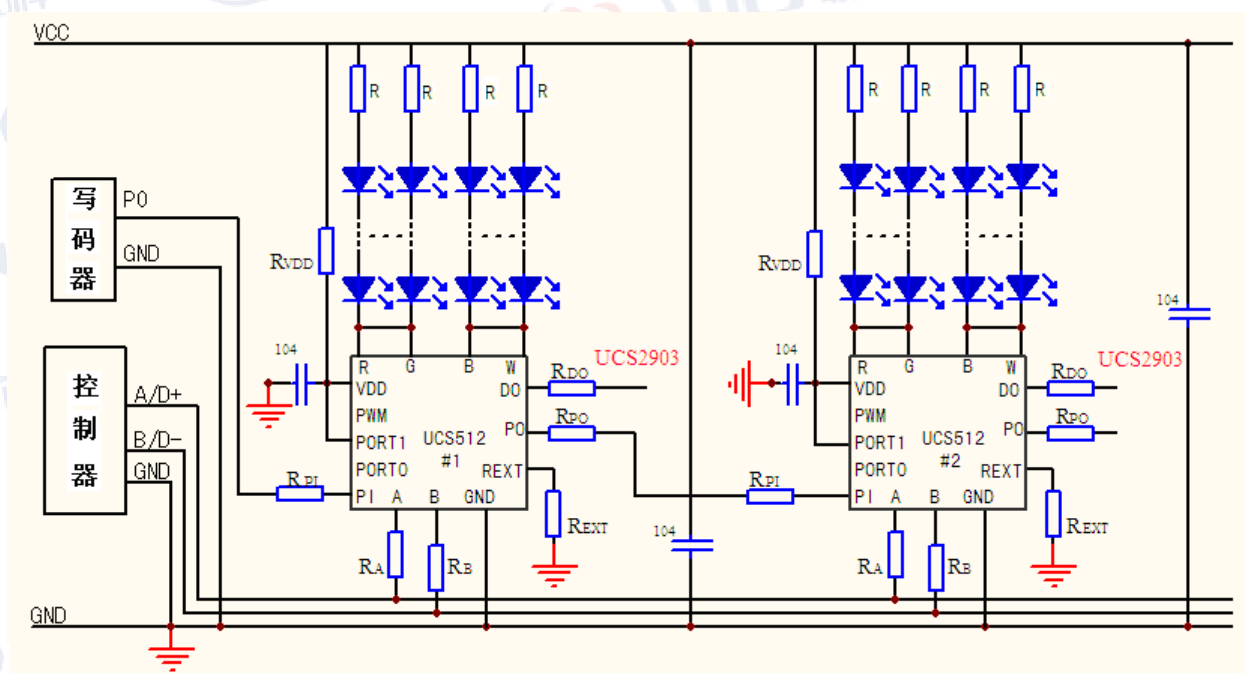 VCC
R R R R
R R R R
写码器
P0
GND
RVDD
RVDD
104
104
104
104
UCS2903
UCS2903
控制器
A/D+
B/D-
GND
R G B W
VDD DO
PWM
PORT1 UCS512 PO
PORT0 #1 REXT
PI A B GND
RDO
RPO
RPI
REXT
RA
RB
R G B W
VDD DO
PWM
PORT1 UCS512 PO
PORT0 #2 REXT
PI A B GND
RDO
RPO
RPI
REXT
RA
RB
GND